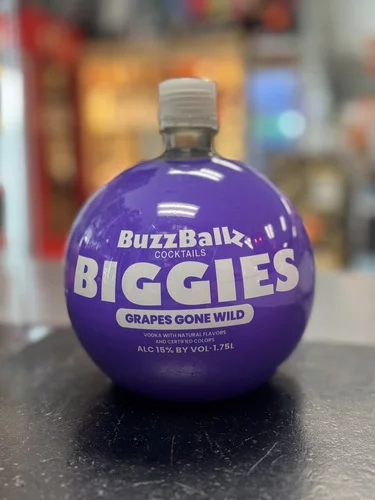 BuzzBallz
COCKTAILS
BIGGIES
GRAPES GONE WILD
VODKA WITH NATURAL FLAVORS
AND CERTIFIED COLORS
ALC 15% BY VOL·1.75L